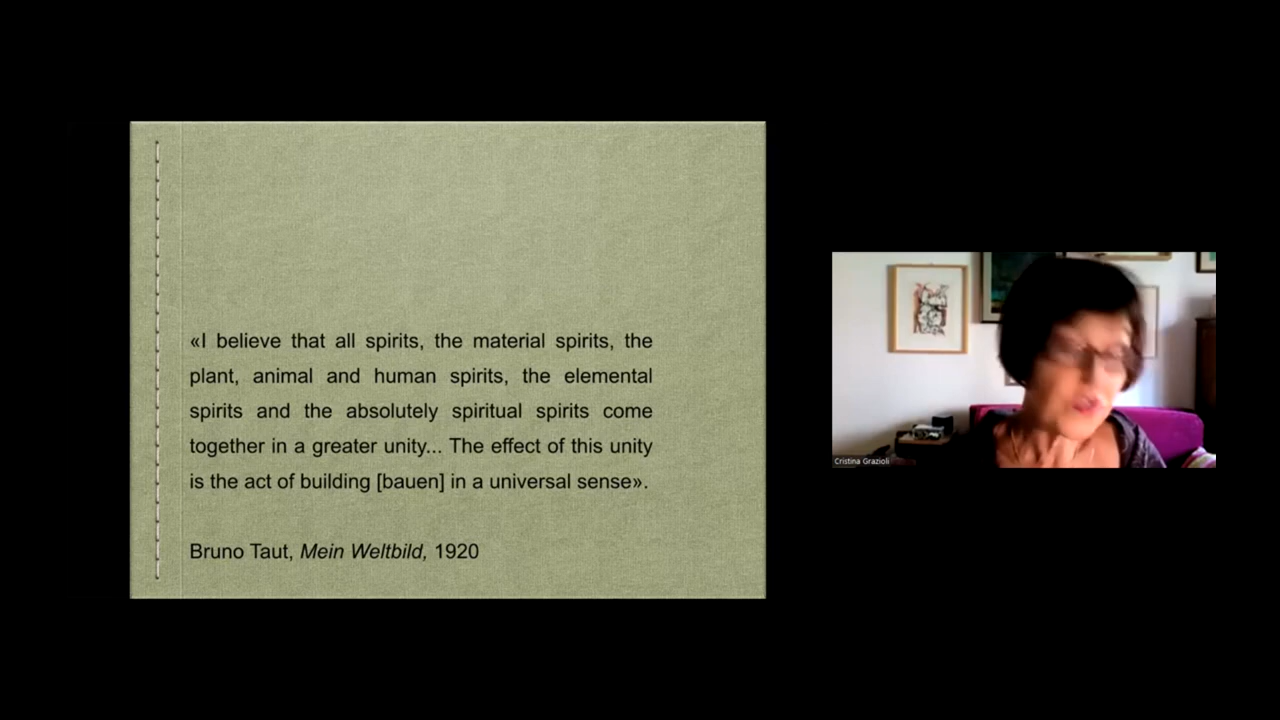 «I believe that all spirits, the material spirits, the
plant, animal and human spirits, the elemental
spirits and the absolutely spiritual spirits come
together in a greater unity... The effect of this unity
is the act of building [bauen] in a universal sense».
Bruno Taut, Mein Weltbild, 1920
Cristina Grazioli